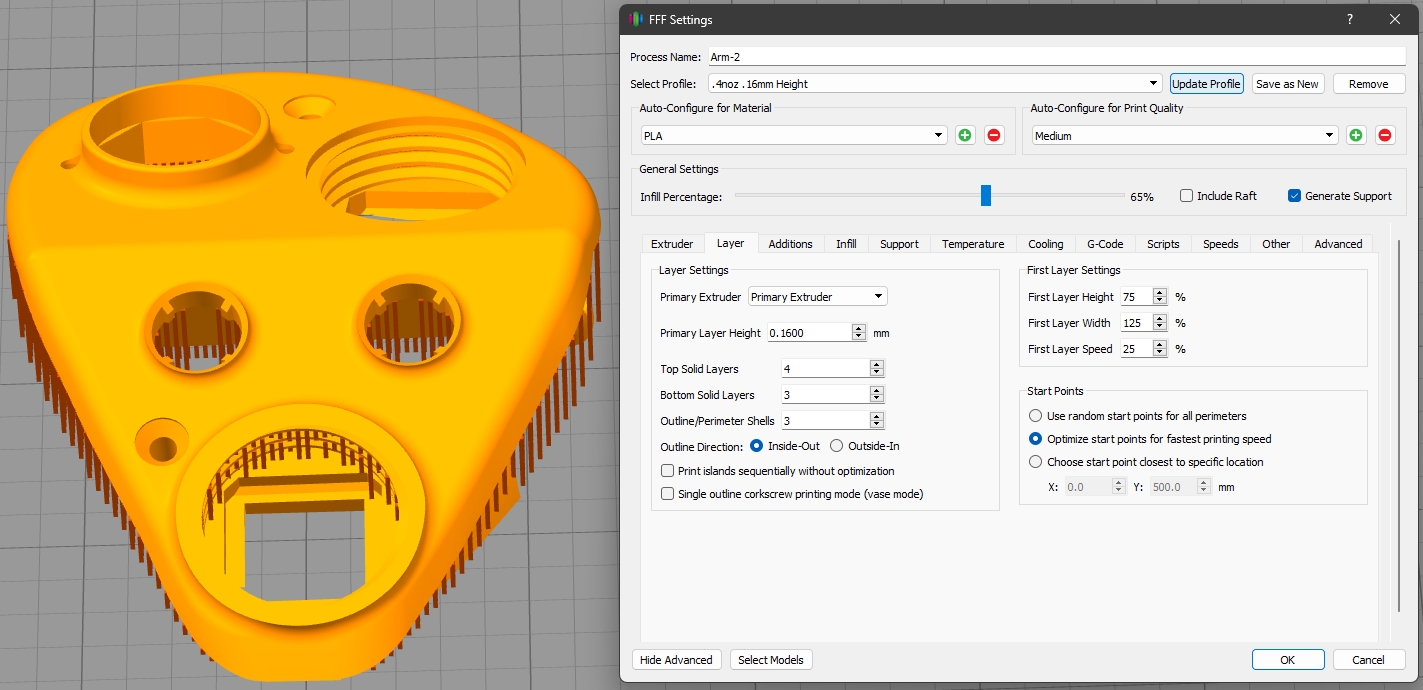 FFF Settings ?
Process Name: Arm-2
Select Profile: .4noz .16mm Height Update Profile Save as New Remove
Auto-Configure for Material
PLA
Auto-Configure for Print Quality
Medium
General Settings
Infill Percentage: 65% Include Raft Generate Support
Extruder Layer Additions Infill Support Temperature Cooling G-Code Scripts Speeds Other Advanced
Layer Settings
Primary Extruder Primary Extruder
Primary Layer Height 0.1600 mm
Top Solid Layers 4
Bottom Solid Layers 3
Outline/Perimeter Shells 3
Outline Direction: Inside-Out Outside-In
Print islands sequentially without optimization
Single outline corkscrew printing mode (vase mode)
First Layer Settings
First Layer Height 75 %
First Layer Width 125 %
First Layer Speed 25 %
Start Points
Use random start points for all perimeters
Optimize start points for fastest printing speed
Choose start point closest to specific location
X: 0.0 Y: 500.0 mm
Hide Advanced Select Models OK Cancel